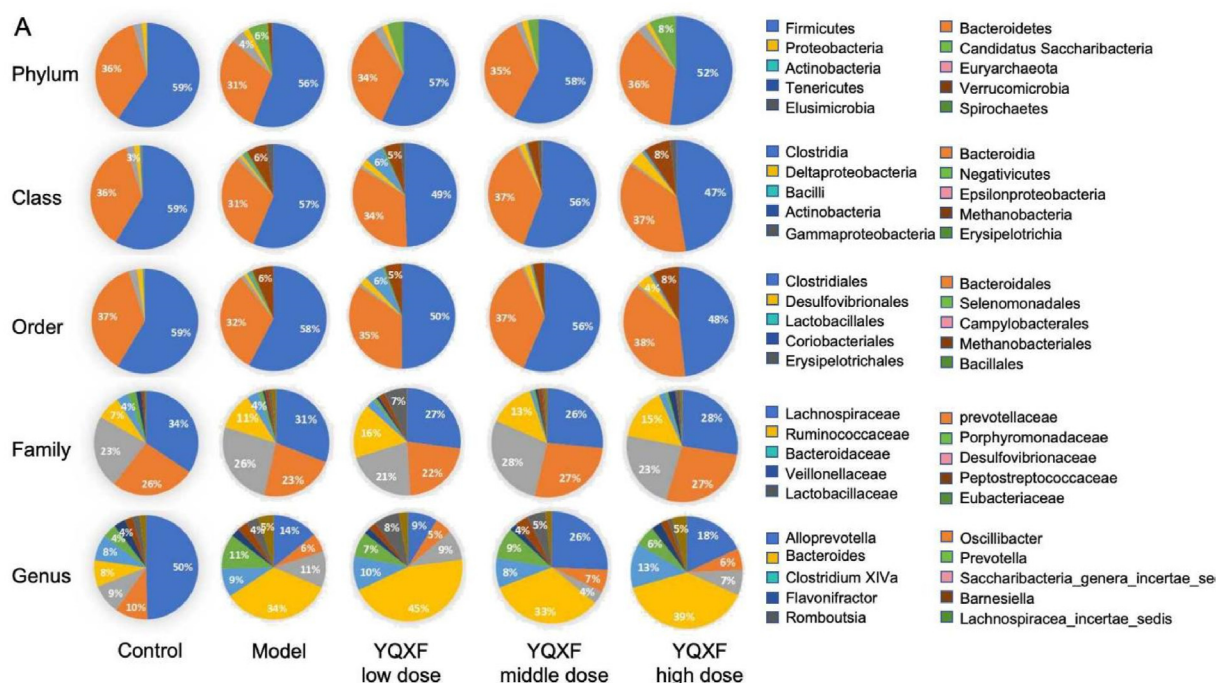 A
Phylum
36%
59%
4%
6%
31%
56%
34%
57%
35%
58%
8%
36%
52%
Firmicutes
Bacteroidetes
Proteobacteria
Candidatus Saccharibacteria
Actinobacteria
Euryarchaeota
Tenericutes
Verrucomicrobia
Elusimicrobia
Spirochaetes
Class
3%
36%
59%
6%
31%
57%
6%
5%
34%
49%
37%
56%
8%
37%
47%
Clostridia
Bacteroidia
Deltaproteobacteria
Negativicutes
Bacilli
Epsilonproteobacteria
Actinobacteria
Methanobacteria
Gammaproteobacteria
Erysipelotrichia
Order
37%
59%
6%
32%
58%
6%
5%
35%
50%
37%
56%
4%
8%
38%
48%
Clostridiales
Bacteroidales
Desulfovibrionales
Selenomonadales
Lactobacillales
Campylobacterales
Coriobacteriales
Methanobacteriales
Erysipelotrichales
Bacillales
Family
7%
4%
34%
23%
26%
11%
4%
31%
26%
23%
16%
7%
27%
21%
22%
13%
26%
28%
27%
15%
28%
23%
27%
Lachnospiraceae
prevotellaceae
Ruminococcaceae
Porphyromonadaceae
Bacteroidaceae
Desulfovibrionaceae
Veillonellaceae
Peptostreptococcaceae
Lactobacillaceae
Eubacteriaceae
Genus
4%
4%
8%
8%
9%
10%
50%
4%
5%
14%
11%
6%
9%
11%
34%
8%
9%
7%
5%
10%
9%
45%
5%
4%
26%
9%
8%
7%
4%
33%
5%
18%
6%
13%
6%
7%
39%
Alloprevotella
Oscillibacter
Bacteroides
Prevotella
Clostridium XIVa
Saccharibacteria_genera_incertae_se
Flavonifractor
Barnesiella
Romboutsia
Lachnospiracea_incertae_sedis
Control
Model
YQXF
low dose
YQXF
middle dose
YQXF
high dose